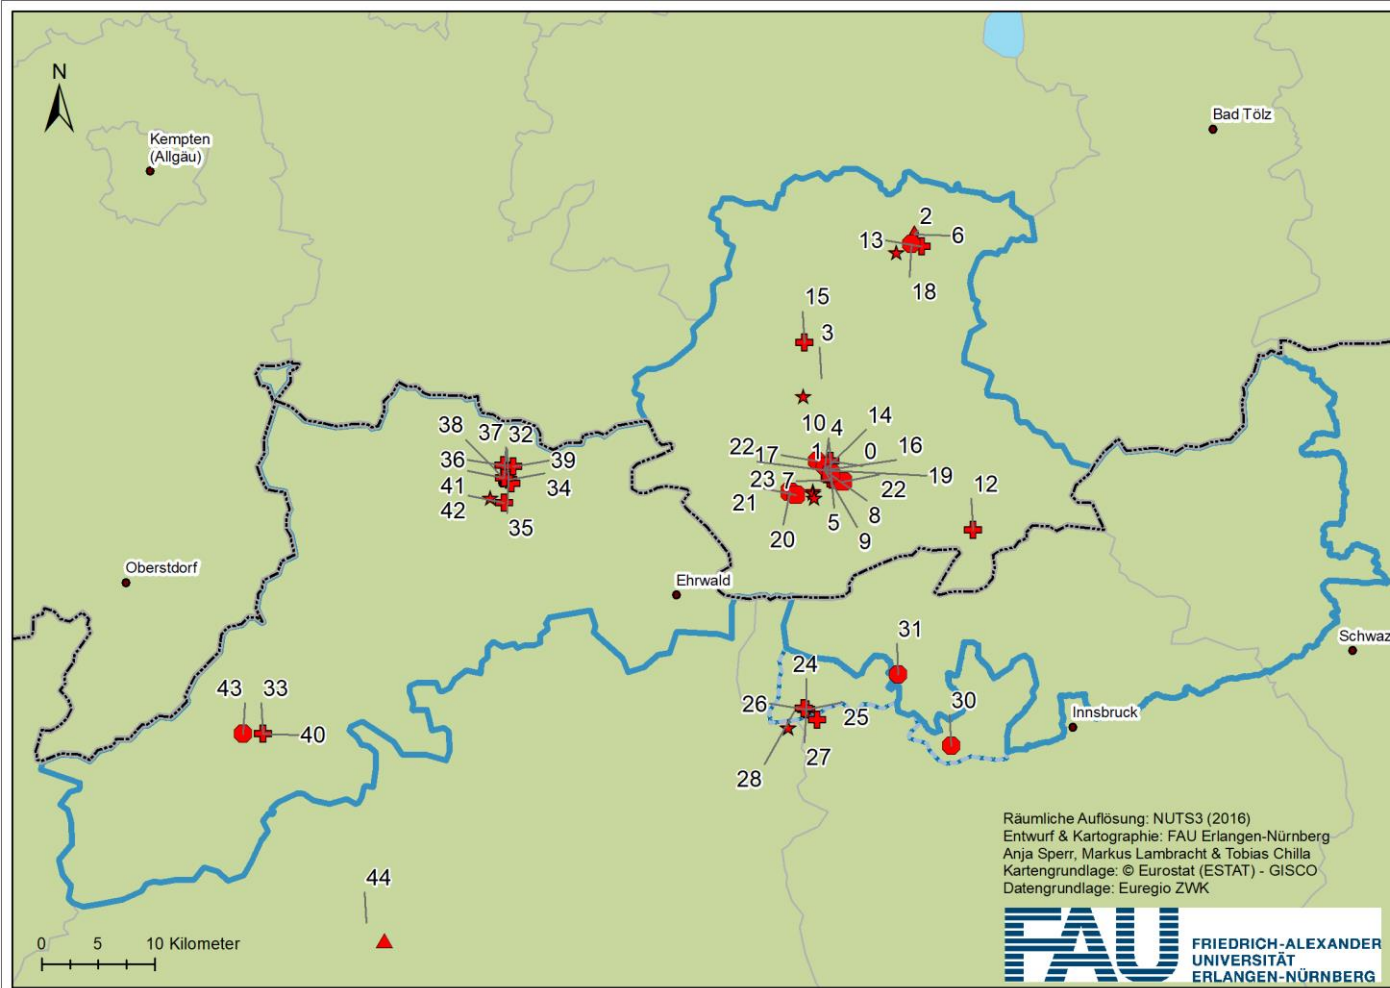 N
Kempten
(Allgäu)
Bad Tölz
2
13
6
18
15
3
10
4
14
38
37
32
22
17
1
0
16
36
39
19
41
34
23
7
22
12
42
21
35
5
8
20
9
Oberstdorf
Ehrwald
31
Schwaz
24
43
33
26
25
30
Innsbruck
40
27
28
Räumliche Auflösung: NUTS3 (2016)
Entwurf & Kartographie: FAU Erlangen-Nürnberg
Anja Sperr, Markus Lambracht & Tobias Chilla
Kartengrundlage: © Eurostat (ESTAT) - GISCO
Datengrundlage: Euregio ZWK
44
0 5 10 Kilometer
FAU
FRIEDRICH-ALEXANDER
UNIVERSITÄT
ERLANGEN-NÜRNBERG